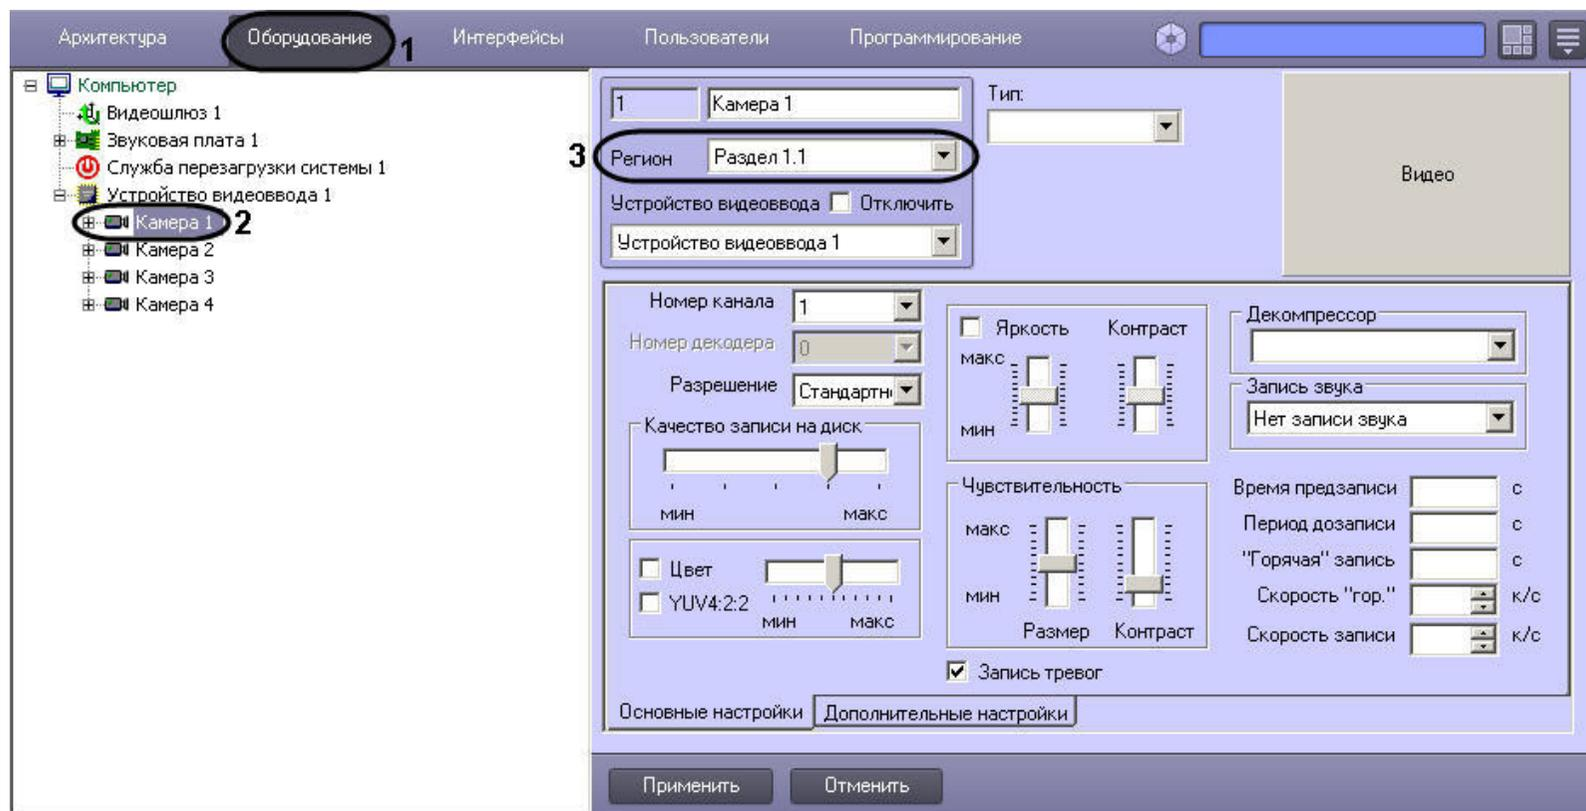 Архитектура
Оборудование
1
Интерфейсы
Пользователи
Программирование
Компьютер
Видеошлюз 1
Звуковая плата 1
Служба перезагрузки системы 1
Устройство видеоввода 1
Камера 1
2
Камера 2
Камера 3
Камера 4
1
Камера 1
Тип:
3
Регион
Раздел 1.1
Видео
Устройство видеоввода
Отключить
Устройство видеоввода 1
Номер канала
1
Номер декодера
0
Разрешение
Стандартн
Качество записи на диск
мин
макс
Цвет
YUV4:2:2
мин
макс
Яркость
Контраст
макс
мин
Чувствительность
макс
мин
Размер
Контраст
Запись тревог
Декомпрессор
Запись звука
Нет записи звука
Время предзаписи
с
Период дозаписи
с
"Горячая" запись
с
Скорость "гор."
к/с
Скорость записи
к/с
Основные настройки
Дополнительные настройки
Применить
Отменить